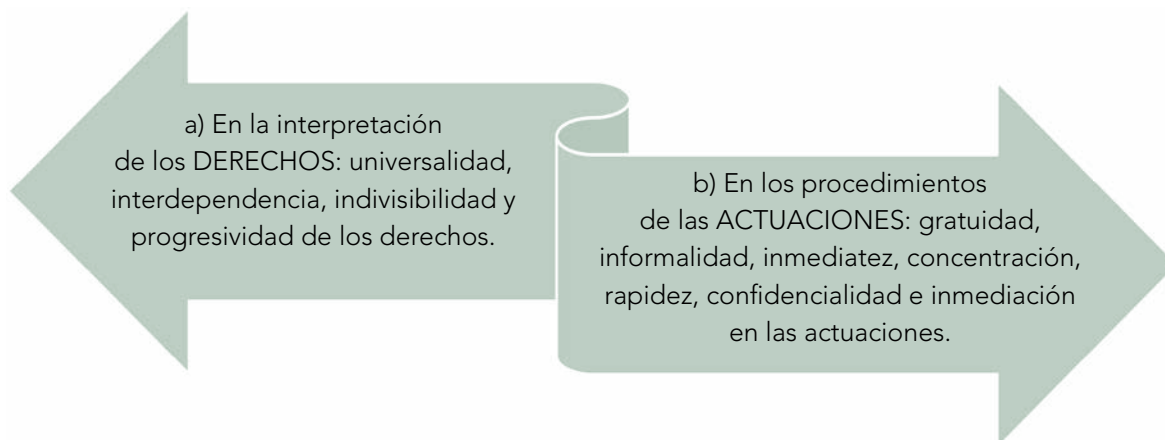 a) En la interpretación
de los DERECHOS: universalidad,
interdependencia, indivisibilidad y
progresividad de los derechos.
b) En los procedimientos
de las ACTUACIONES: gratuidad,
informalidad, inmediatez, concentración,
rapidez, confidencialidad e inmediación
en las actuaciones.